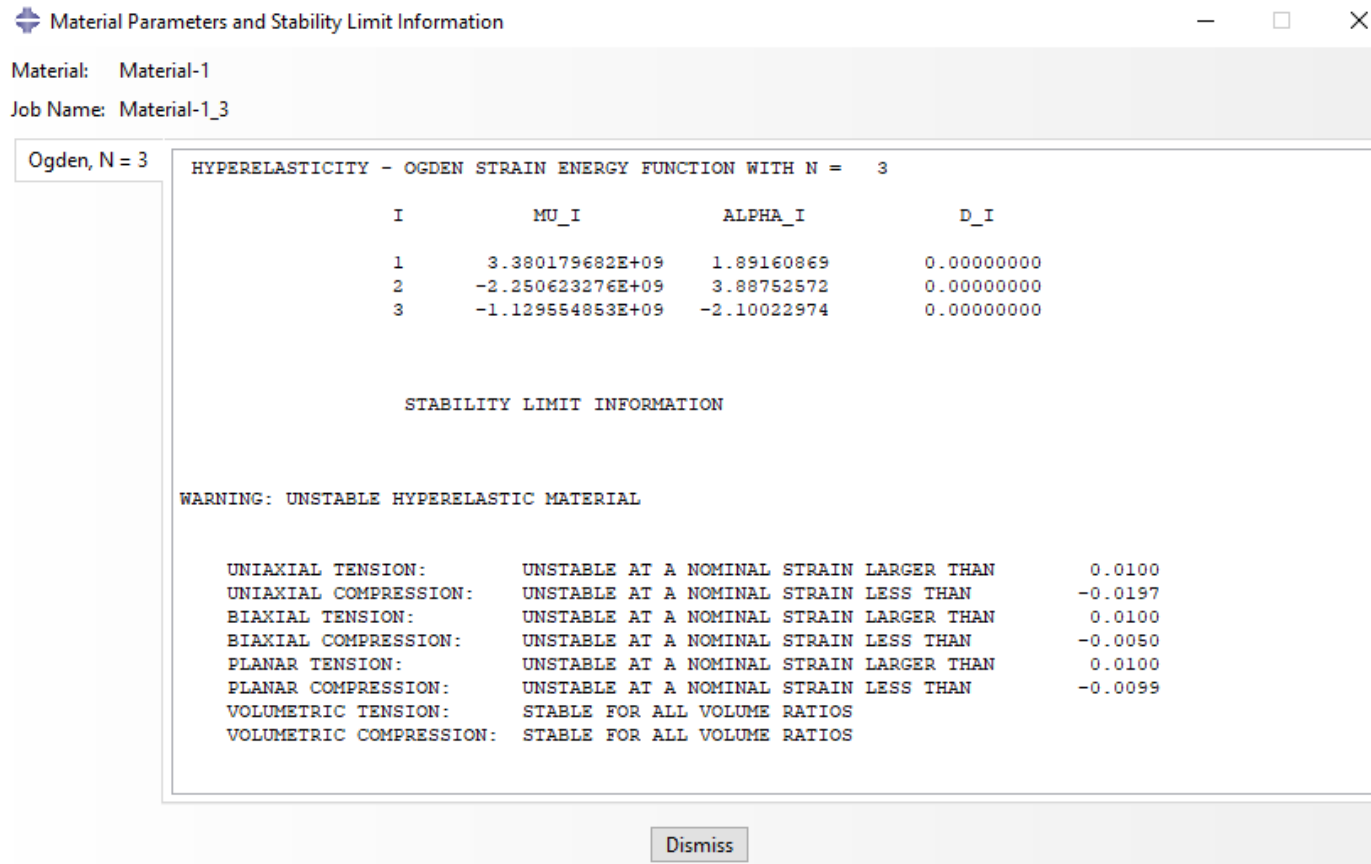 Material Parameters and Stability Limit Information
Material: Material-1
Job Name: Material-1_3
Ogden, N = 3
HYPERELASTICITY - OGDEN STRAIN ENERGY FUNCTION WITH N = 3
I MU_I ALPHA_I D_I
1 3.380179682E+09 1.89160869 0.00000000
2 -2.250623276E+09 3.88752572 0.00000000
3 -1.129554853E+09 -2.10022974 0.00000000
STABILITY LIMIT INFORMATION
WARNING: UNSTABLE HYPERELASTIC MATERIAL
UNIAXIAL TENSION: UNSTABLE AT A NOMINAL STRAIN LARGER THAN 0.0100
UNIAXIAL COMPRESSION: UNSTABLE AT A NOMINAL STRAIN LESS THAN -0.0197
BIAXIAL TENSION: UNSTABLE AT A NOMINAL STRAIN LARGER THAN 0.0100
BIAXIAL COMPRESSION: UNSTABLE AT A NOMINAL STRAIN LESS THAN -0.0050
PLANAR TENSION: UNSTABLE AT A NOMINAL STRAIN LARGER THAN 0.0100
PLANAR COMPRESSION: UNSTABLE AT A NOMINAL STRAIN LESS THAN -0.0099
VOLUMETRIC TENSION: STABLE FOR ALL VOLUME RATIOS
VOLUMETRIC COMPRESSION: STABLE FOR ALL VOLUME RATIOS
Dismiss